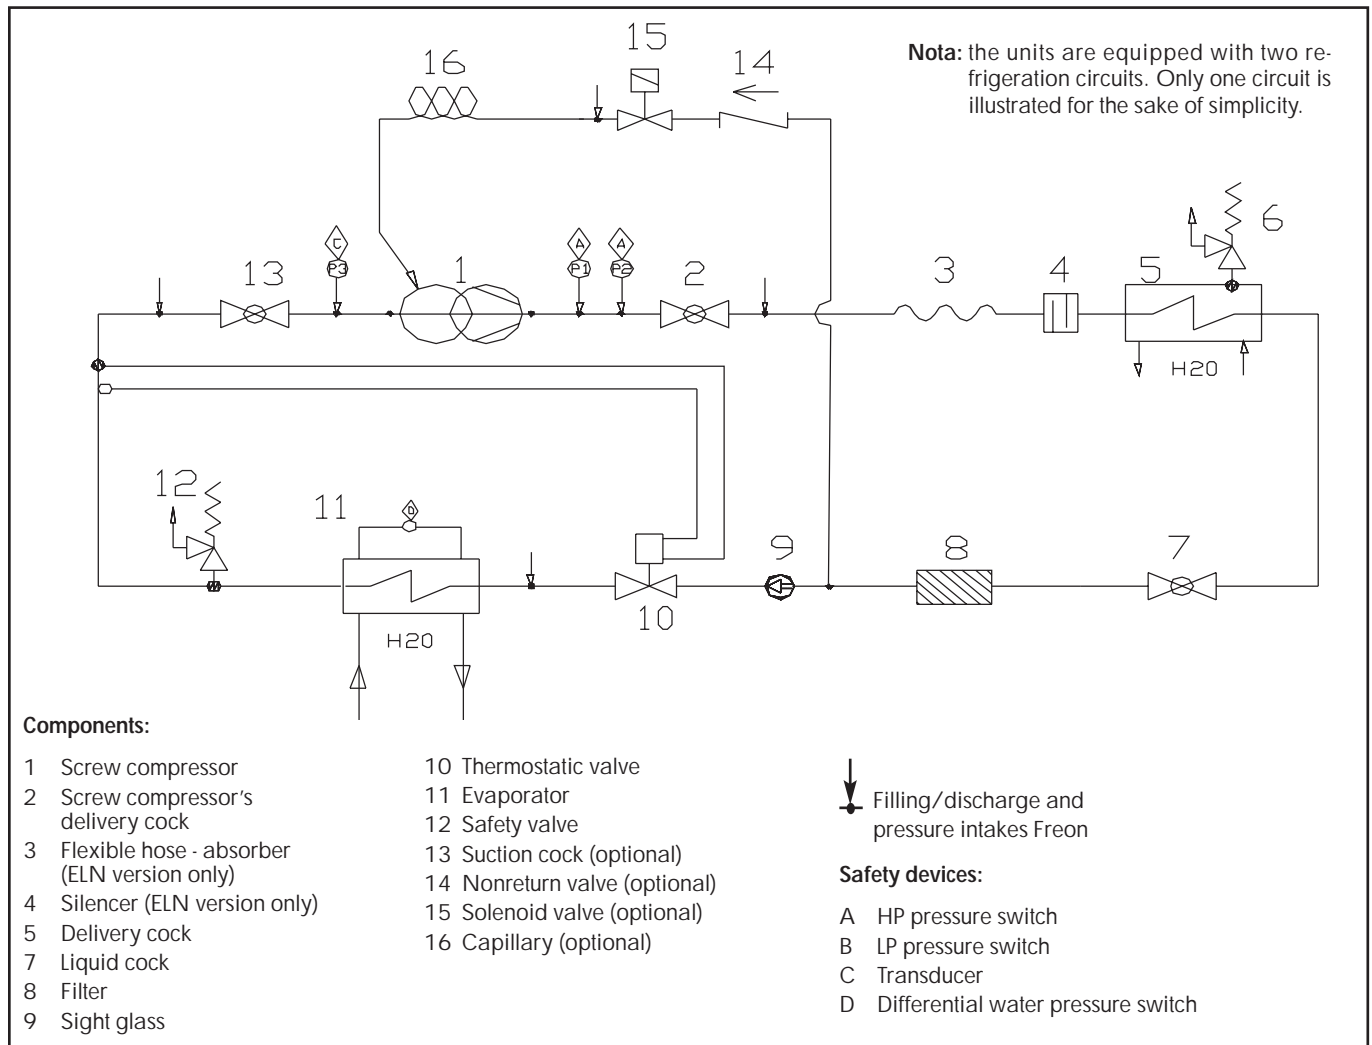 15
16
14
Nota: the units are equipped with two re-
frigeration circuits. Only one circuit is
illustrated for the sake of simplicity.
6
C
A
A
13
P3
1
P1
P2
2
3
4
5
H20
12
11
D
9
8
7
10
H20
Components:
1 Screw compressor
2 Screw compressor's
delivery cock
3 Flexible hose - absorber
(ELN version only)
4 Silencer (ELN version only)
5 Delivery cock
7 Liquid cock
8 Filter
9 Sight glass
10 Thermostatic valve
11 Evaporator
12 Safety valve
13 Suction cock (optional)
14 Nonreturn valve (optional)
15 Solenoid valve (optional)
16 Capillary (optional)
Filling/discharge and
pressure intakes Freon
Safety devices:
A HP pressure switch
B LP pressure switch
C Transducer
D Differential water pressure switch